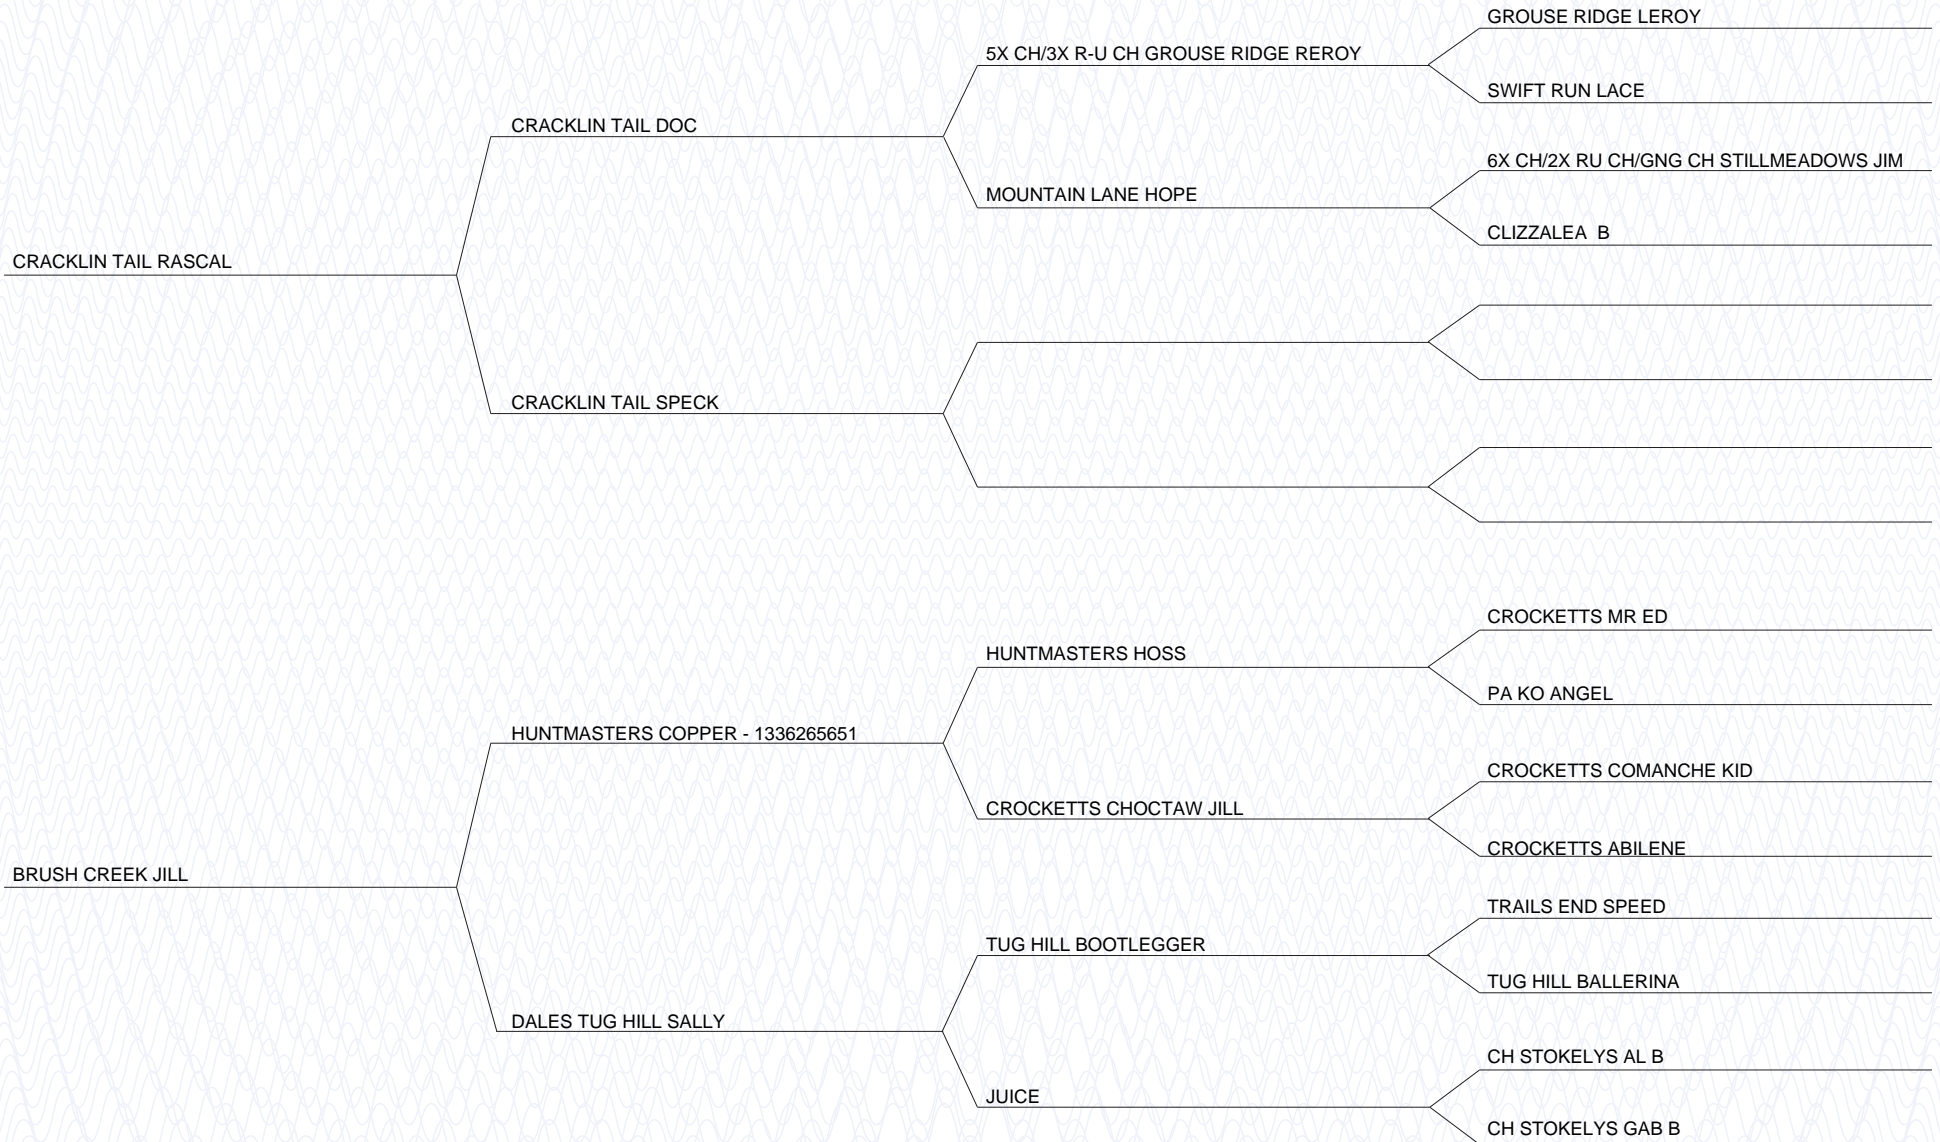 GROUSE RIDGE LEROY
5X CH/3X R-U CH GROUSE RIDGE REROY
SWIFT RUN LACE
CRACKLIN TAIL DOC
6X CH/2X RU CH/GNG CH STILLMEADOWS JIM
MOUNTAIN LANE HOPE
CLIZZALEA  B
CRACKLIN TAIL RASCAL
CRACKLIN TAIL SPECK
CROCKETTS MR ED
HUNTMASTERS HOSS
PA KO ANGEL
HUNTMASTERS COPPER - 1336265651
CROCKETTS COMANCHE KID
CROCKETTS CHOCTAW JILL
CROCKETTS ABILENE
BRUSH CREEK JILL
TRAILS END SPEED
TUG HILL BOOTLEGGER
TUG HILL BALLERINA
DALES TUG HILL SALLY
CH STOKELYS AL B
JUICE
CH STOKELYS GAB B